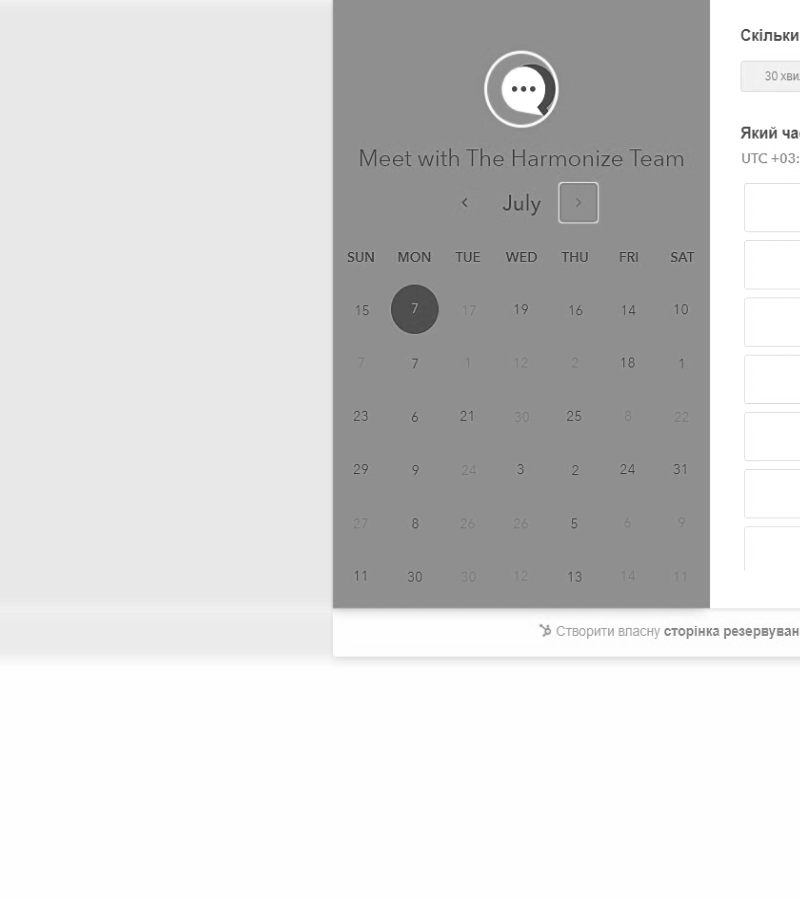 Meet with The Harmonize Team
July
SUN MON TUE WED THU FRI SAT
15 7 17 19 16 14 10
7 7 1 12 2 18 1
23 6 21 30 25 8 22
29 9 24 3 2 24 31
27 8 26 26 5 6 9
11 30 30 12 13 14 11
Скільки
30 хви
Який ча
UTC +03:
Створити власну сторінка резервуван